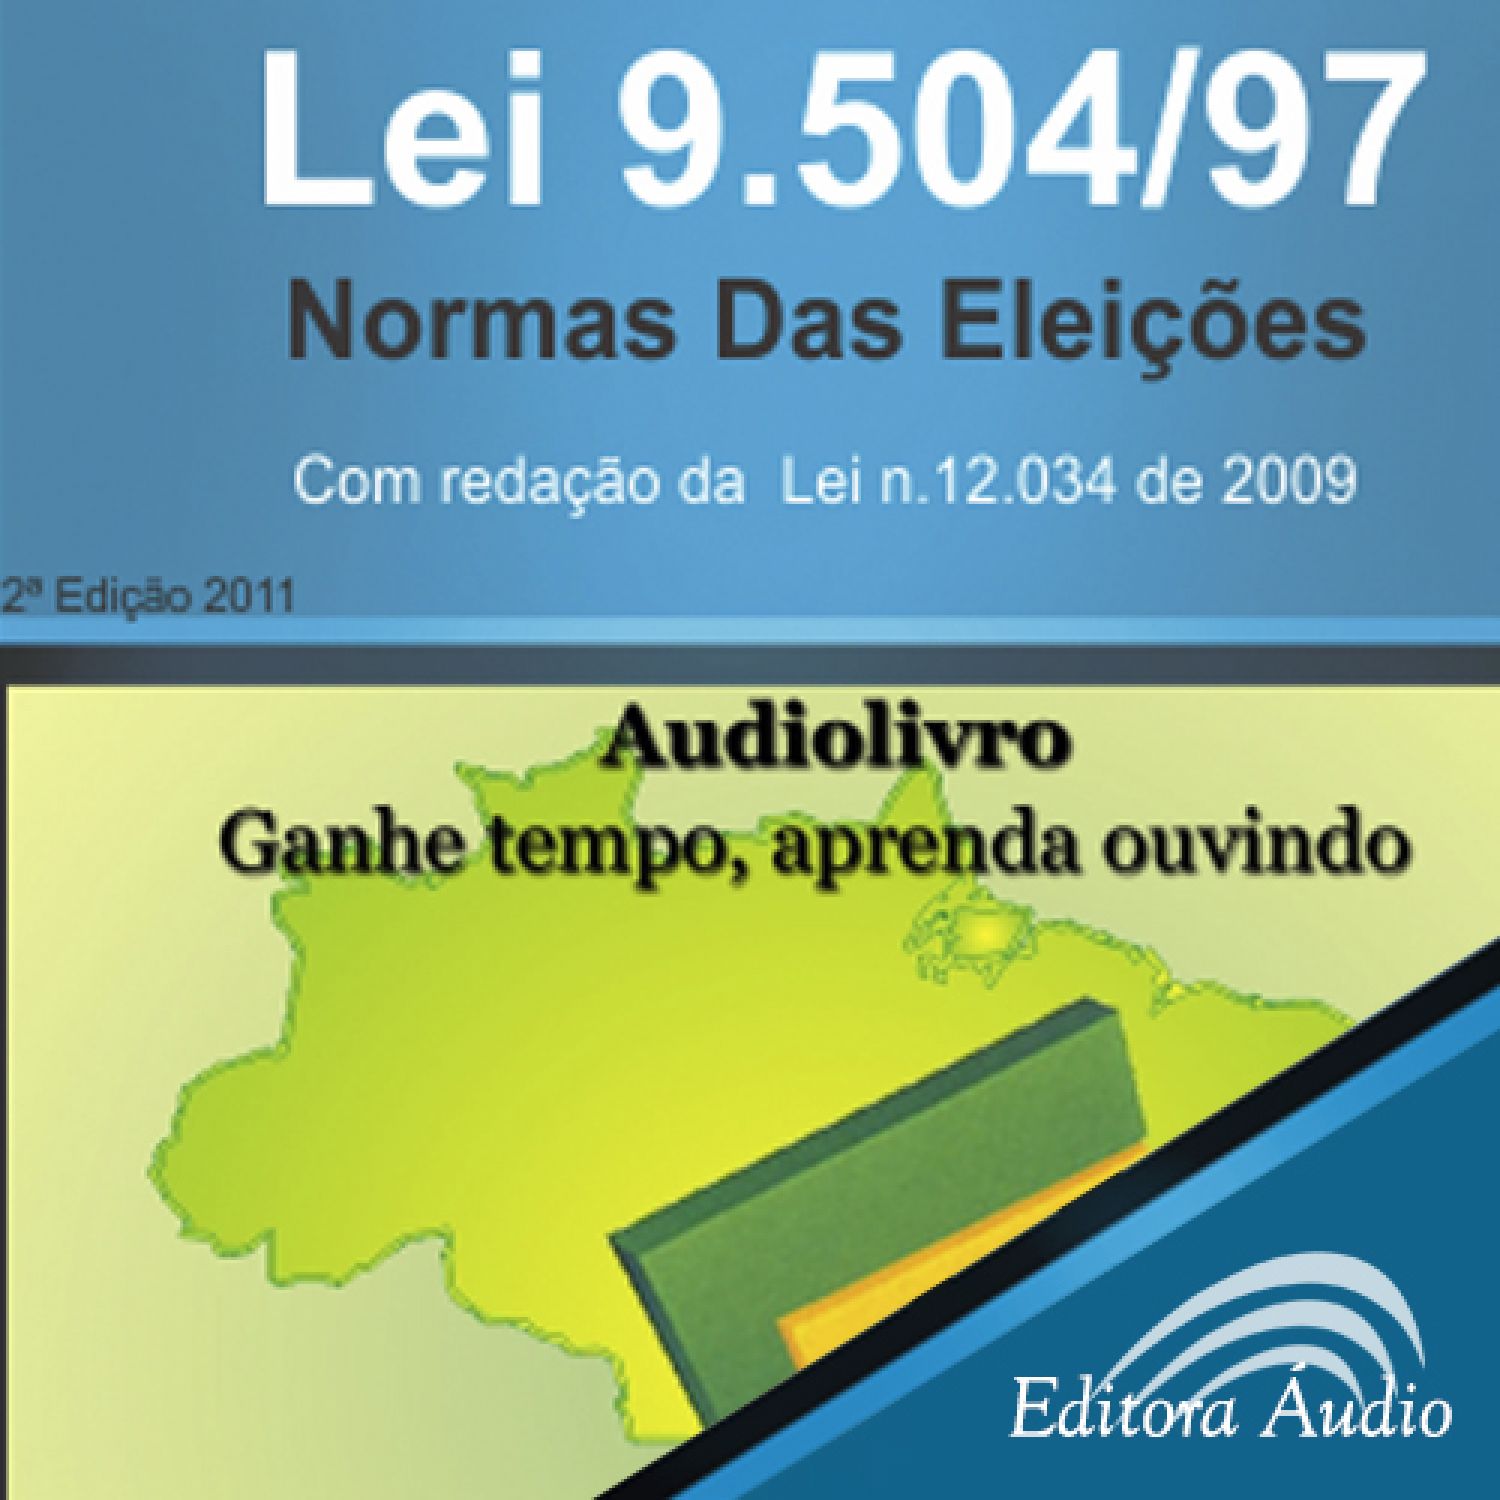 Lei 9.504/97
Normas Das Eleições
Com redação da Lei n.12.034 de 2009
2ª Edição 2011
Audiolivro
Ganhe tempo, aprenda ouvindo
Editora Áudio